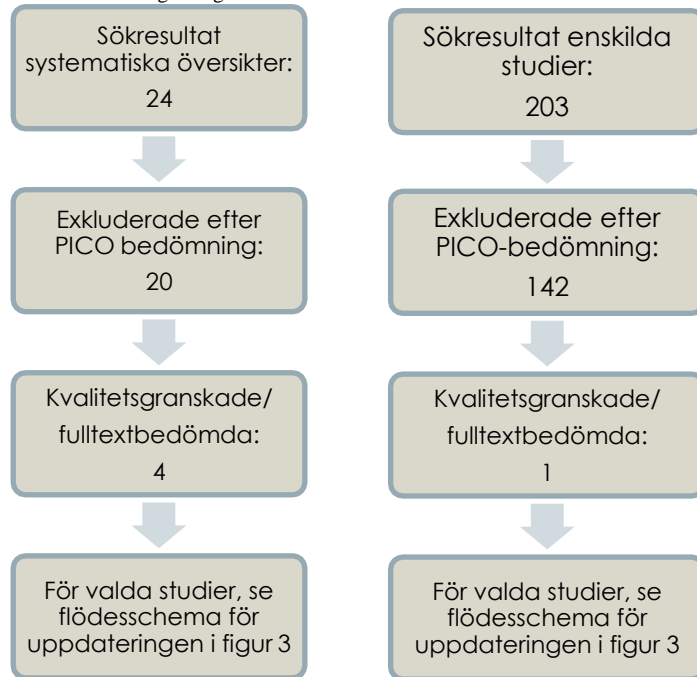 Sökresultat
systematiska översikter:
24
Exkluderade efter
PICO bedömning:
20
Kvalitetsgranskade/
fulltextbedömda:
4
För valda studier, se
flödesschema för
uppdateringen i figur 3
Sökresultat enskilda
studier:
203
Exkluderade efter
PICO-bedömning:
142
Kvalitetsgranskade/
fulltextbedömda:
1
För valda studier, se
flödesschema för
uppdateringen i figur 3